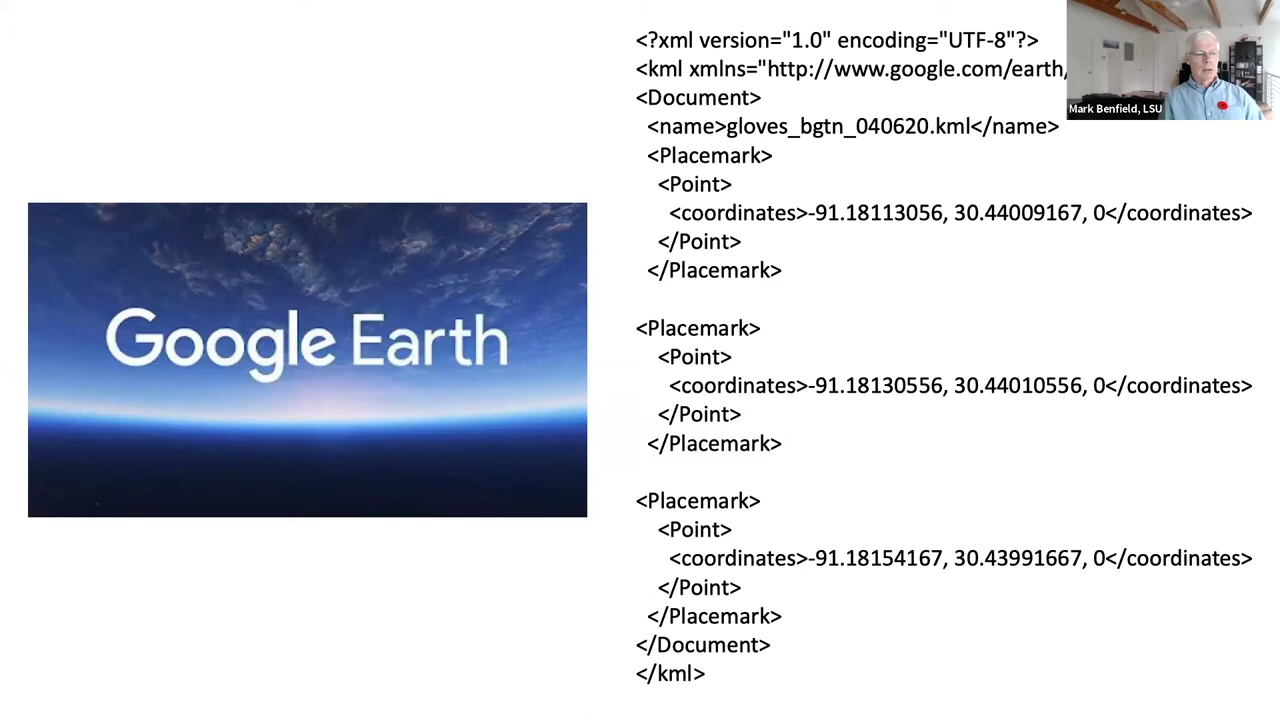 Google Earth
<?xml version="1.0" encoding="UTF-8"?>
<kml xmlns="http://www.google.com/earth/
<Document>
<name>gloves_bgtn_040620.kml</name>
<Placemark>
<Point>
<coordinates>-91.18113056, 30.44009167, 0</coordinates>
</Point>
</Placemark>
<Placemark>
<Point>
<coordinates>-91.18130556, 30.44010556, 0</coordinates>
</Point>
</Placemark>
<Placemark>
<Point>
<coordinates>-91.18154167, 30.43991667, 0</coordinates>
</Point>
</Placemark>
</Document>
</kml>
Mark Benfield, LSU